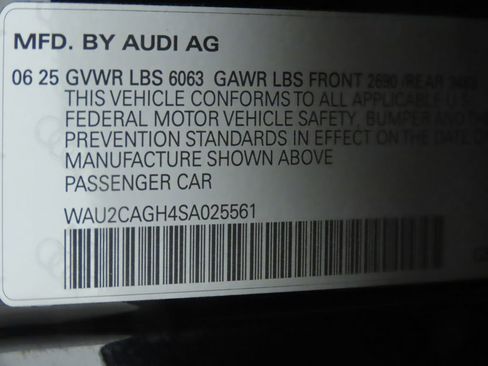 MFD. BY AUDI AG
06 25 GVWR LBS 6063 GAWR LBS FRONT 2690 /REAR
THIS VEHICLE CONFORMS TO ALL APPLICABLE U.S.
FEDERAL MOTOR VEHICLE SAFETY, BUMPER AND
PREVENTION STANDARDS IN EFFECT ON THE DATE
MANUFACTURE SHOWN ABOVE
PASSENGER CAR
WAU2CAGH4SA025561